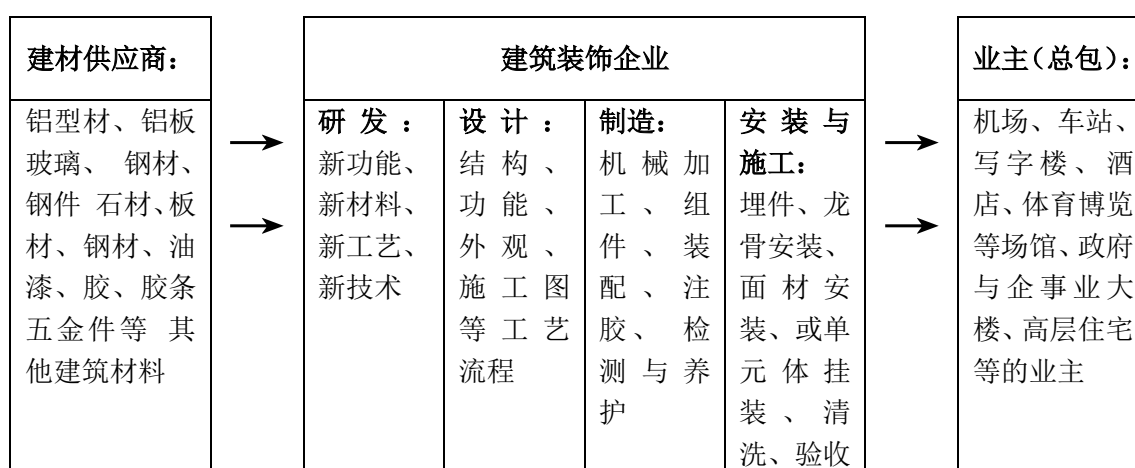 建材供应商：
铝型材、铝板
玻璃、 钢材、
钢件 石材、板
材、钢材、油
漆、胶、胶条
五金件等 其
他建筑材料
建筑装饰企业
研发：
新功能、
新材料、
新工艺、
新技术
设计：
结构、
功能、
外观、
施工图
等工艺
流程
制造：
机械加
工、组
件、装
配、注
胶、检
测与养
护
安装与
施工：
埋件、龙
骨安装、
面材安
装、或单
元体挂
装、清
洗、验收
业主（总包）：
机场、车站、
写字楼、酒
店、体育博览
等场馆、政府
与企事业大
楼、高层住宅
等的业主